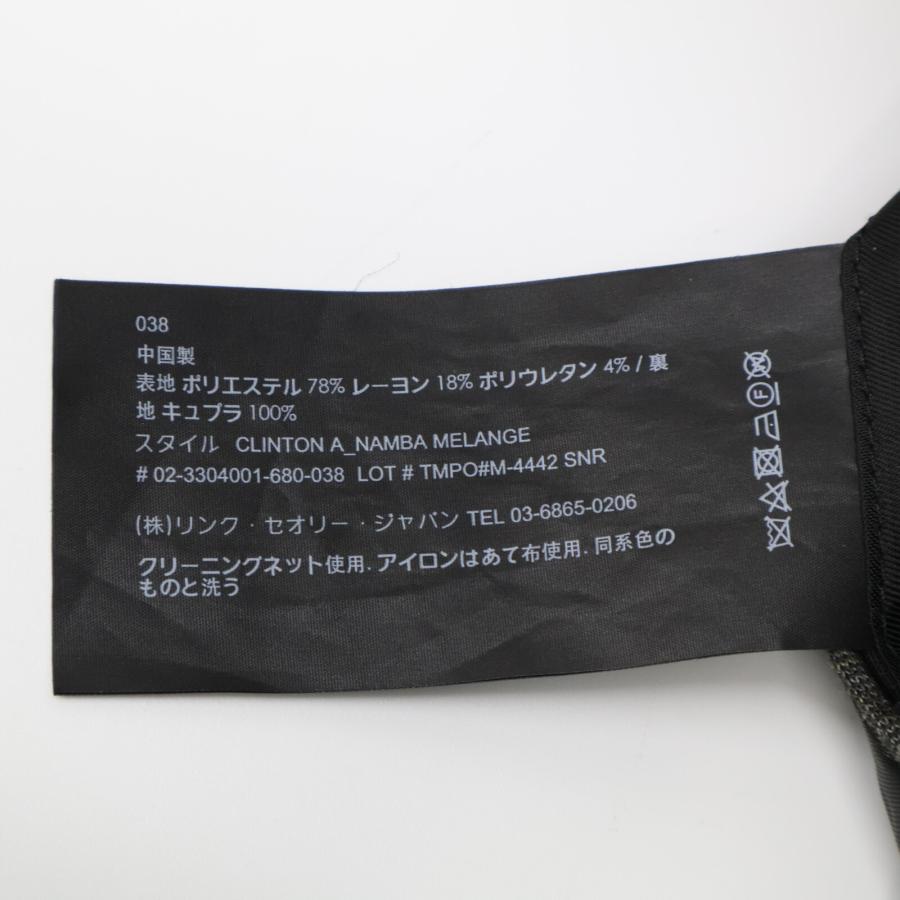 038
中国製
表地 ポリエステル 78% レーヨン 18% ポリウレタン 4% / 裏
地 キュプラ 100%
スタイル CLINTON A_NAMBA MELANGE
# 02-3304001-680-038 LOT # TMPO#M-4442 SNR
(株)リンク・セオリー・ジャパン TEL 03-6865-0206
クリーニングネット使用. アイロンはあて布使用. 同系色の
ものと洗う
F